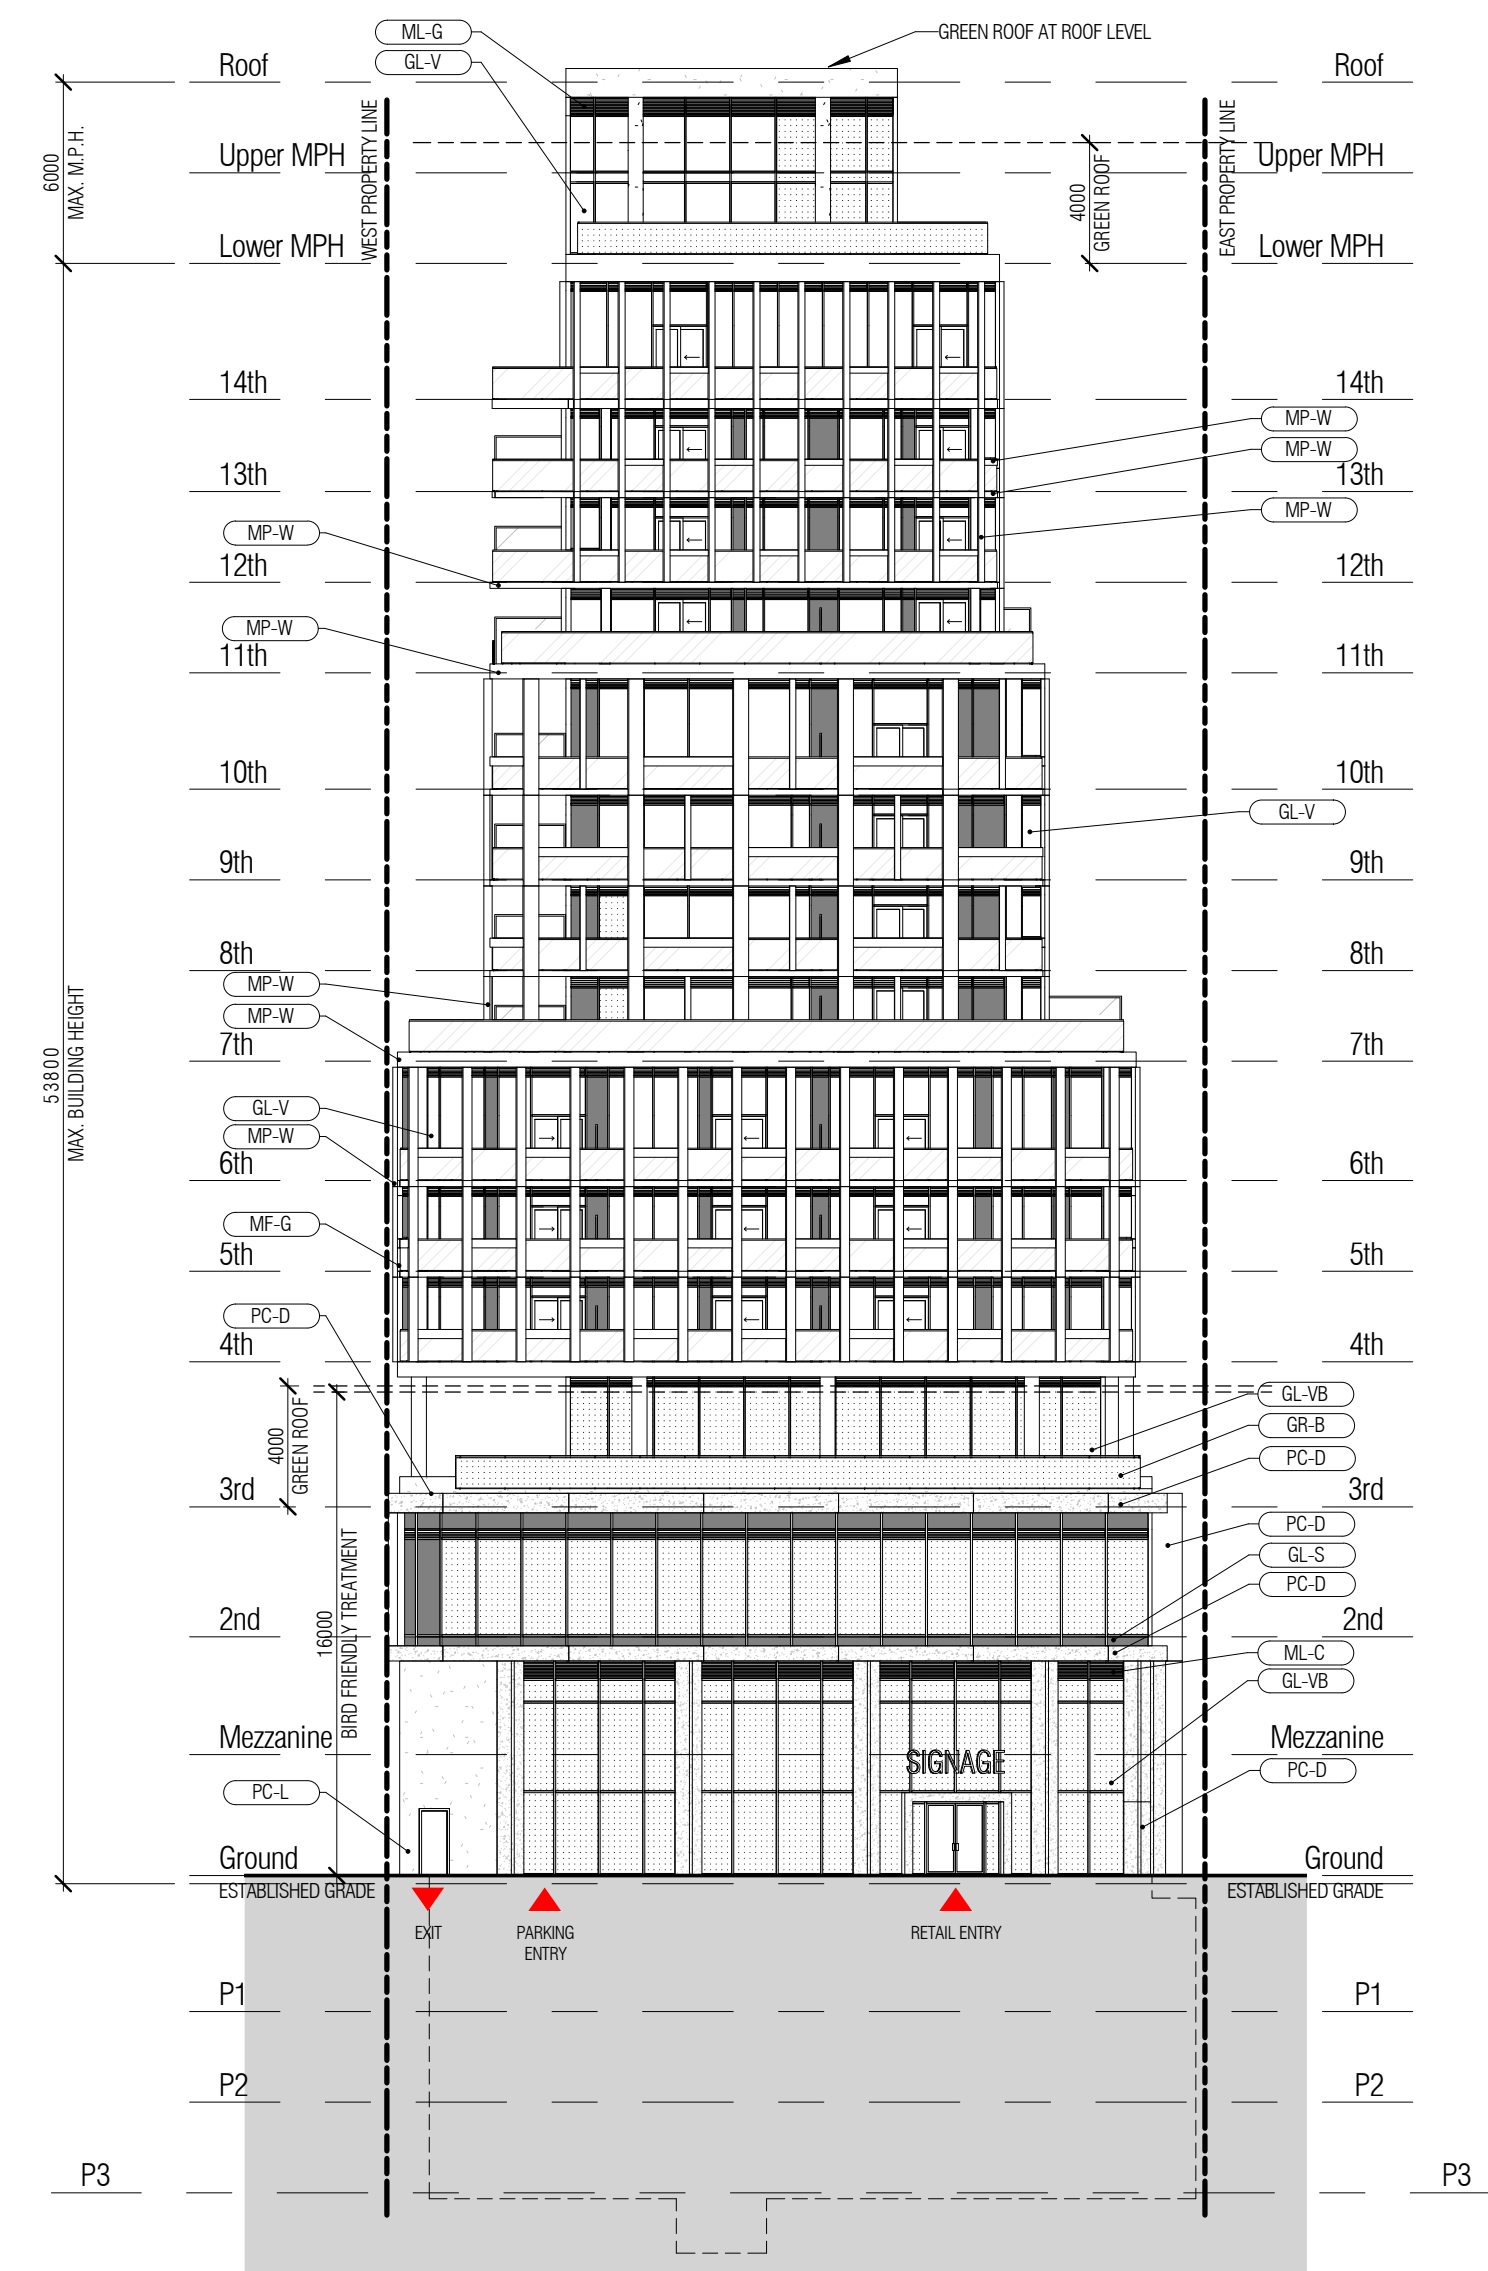 ML-G
GREEN ROOF AT ROOF LEVEL
GL-V
Roof
Roof
6000
MAX. M.P.H.
WEST PROPERTY LINE
EAST PROPERTY LINE
Upper MPH
Upper MPH
4000
GREEN ROOF
Lower MPH
Lower MPH
14th
14th
MP-W
MP-W
13th
13th
MP-W
MP-W
12th
12th
MP-W
11th
11th
10th
10th
GL-V
9th
9th
8th
8th
MP-W
MP-W
7th
7th
53800
MAX. BUILDING HEIGHT
GL-V
MP-W
6th
6th
MF-G
5th
5th
PC-D
4th
4th
GL-VB
4000
GREEN ROOF
GR-B
PC-D
3rd
3rd
PC-D
GL-S
PC-D
16000
BIRD FRIENDLY TREATMENT
2nd
2nd
ML-C
GL-VB
Mezzanine
Mezzanine
SIGNAGE
PC-D
PC-L
Ground
Ground
ESTABLISHED GRADE
ESTABLISHED GRADE
EXIT
PARKING
ENTRY
RETAIL ENTRY
P1
P1
P2
P2
P3
P3